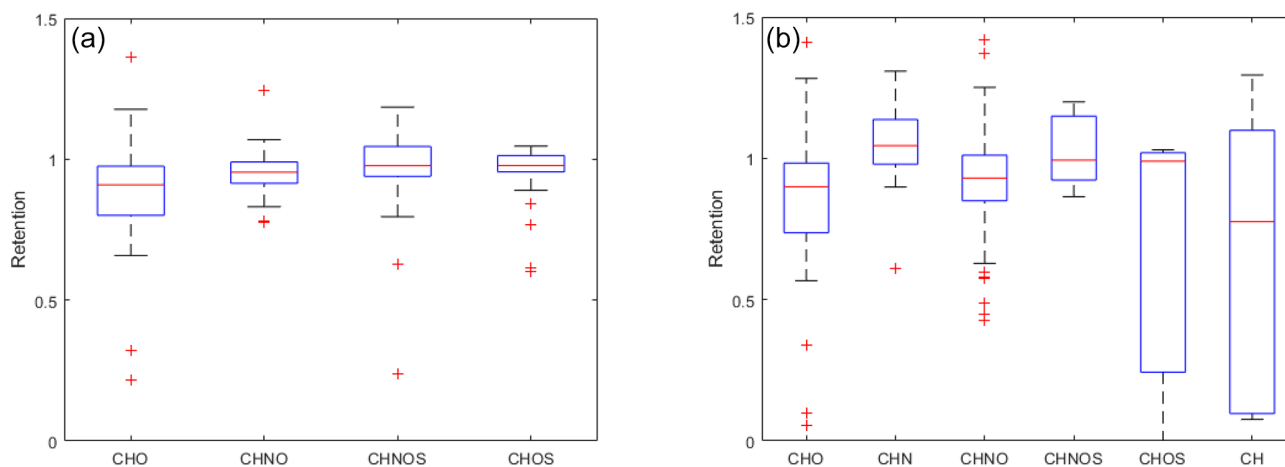 (a)
1.5
1
0.5
0
Retention
CHO CHNO CHNOS CHOS
(b)
1.5
1
0.5
0
Retention
CHO CHN CHNO CHNOS CHOS CH